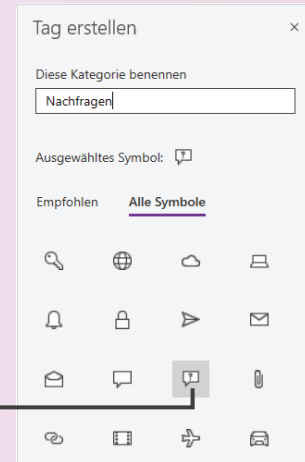 Tag erstellen
Diese Kategorie benennen
Nachfragen
Ausgewähltes Symbol:
Empfohlen Alle Symbole